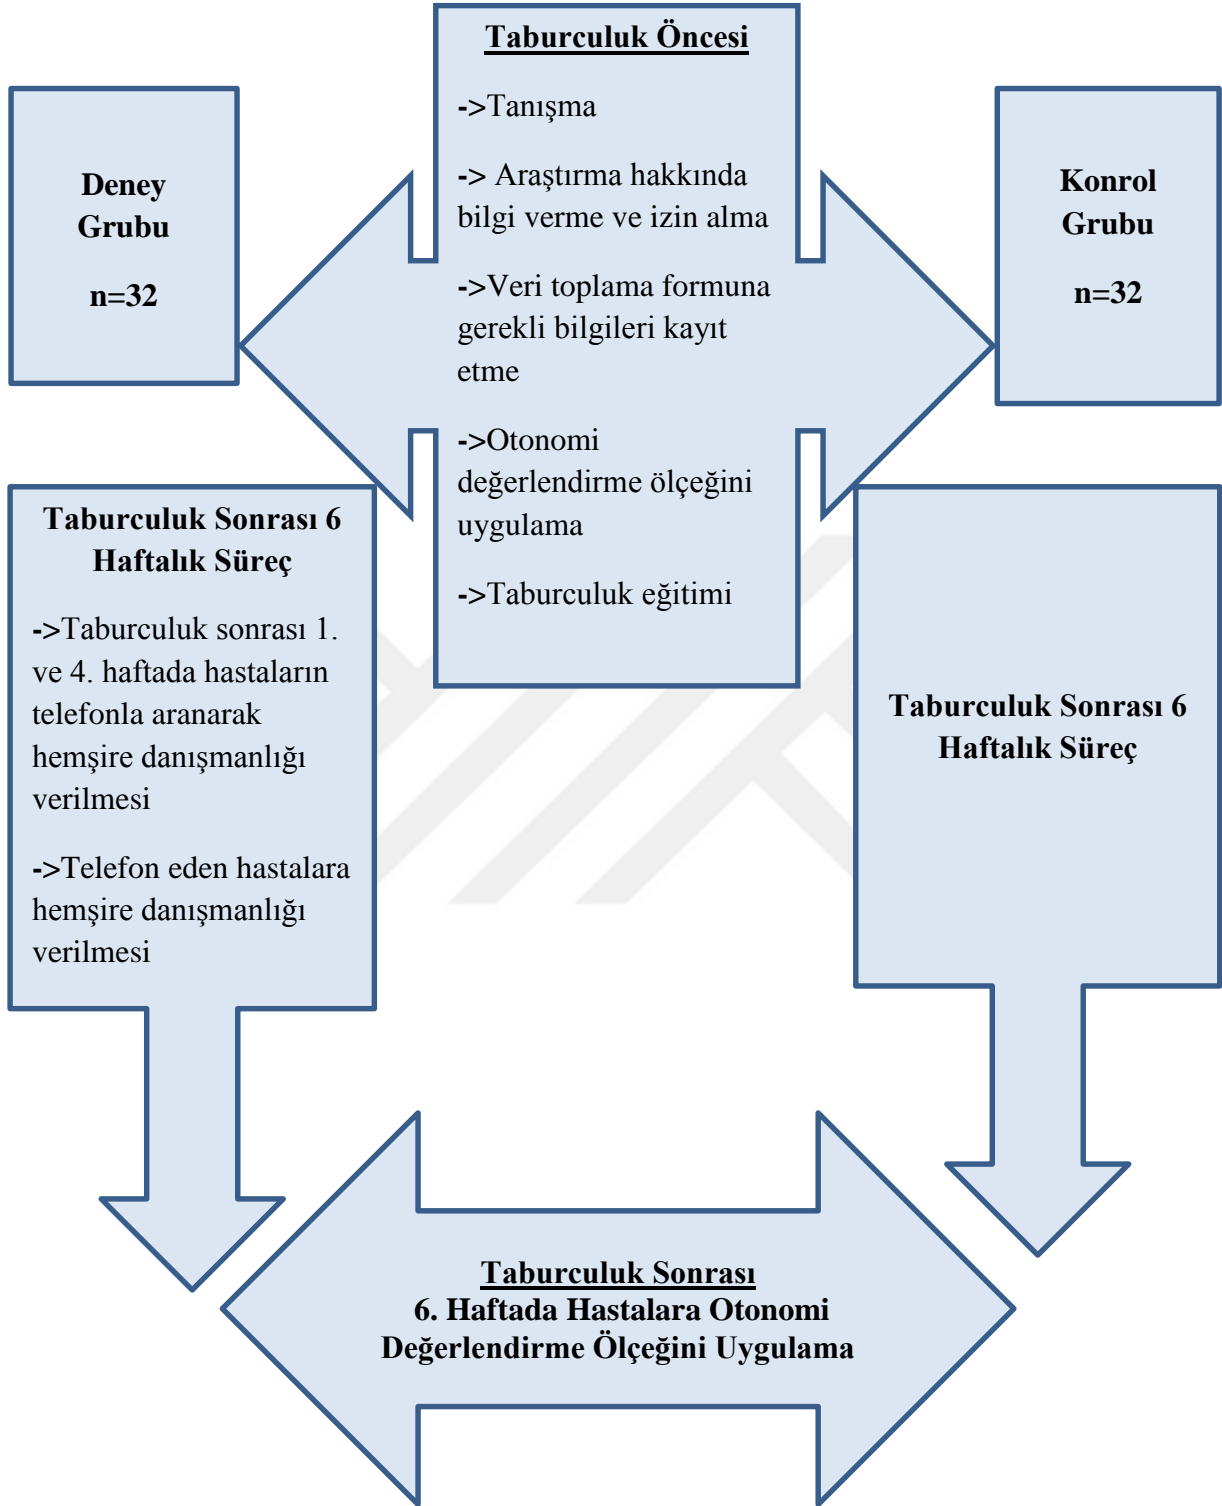 Taburculuk Öncesi
->Tanışma
-> Araştırma hakkında
bilgi verme ve izin alma
->Veri toplama formuna
gerekli bilgileri kayıt
etme
->Otonomi
değerlendirme ölçeğini
uygulama
->Taburculuk eğitimi
Deney
Grubu
n=32
Konrol
Grubu
n=32
Taburculuk Sonrası 6
Haftalık Süreç
->Taburculuk sonrası 1.
ve 4. haftada hastaların
telefonla aranarak
hemşire danışmanlığı
verilmesi
->Telefon eden hastalara
hemşire danışmanlığı
verilmesi
Taburculuk Sonrası 6
Haftalık Süreç
Taburculuk Sonrası
6. Haftada Hastalara Otonomi
Değerlendirme Ölçeğini Uygulama